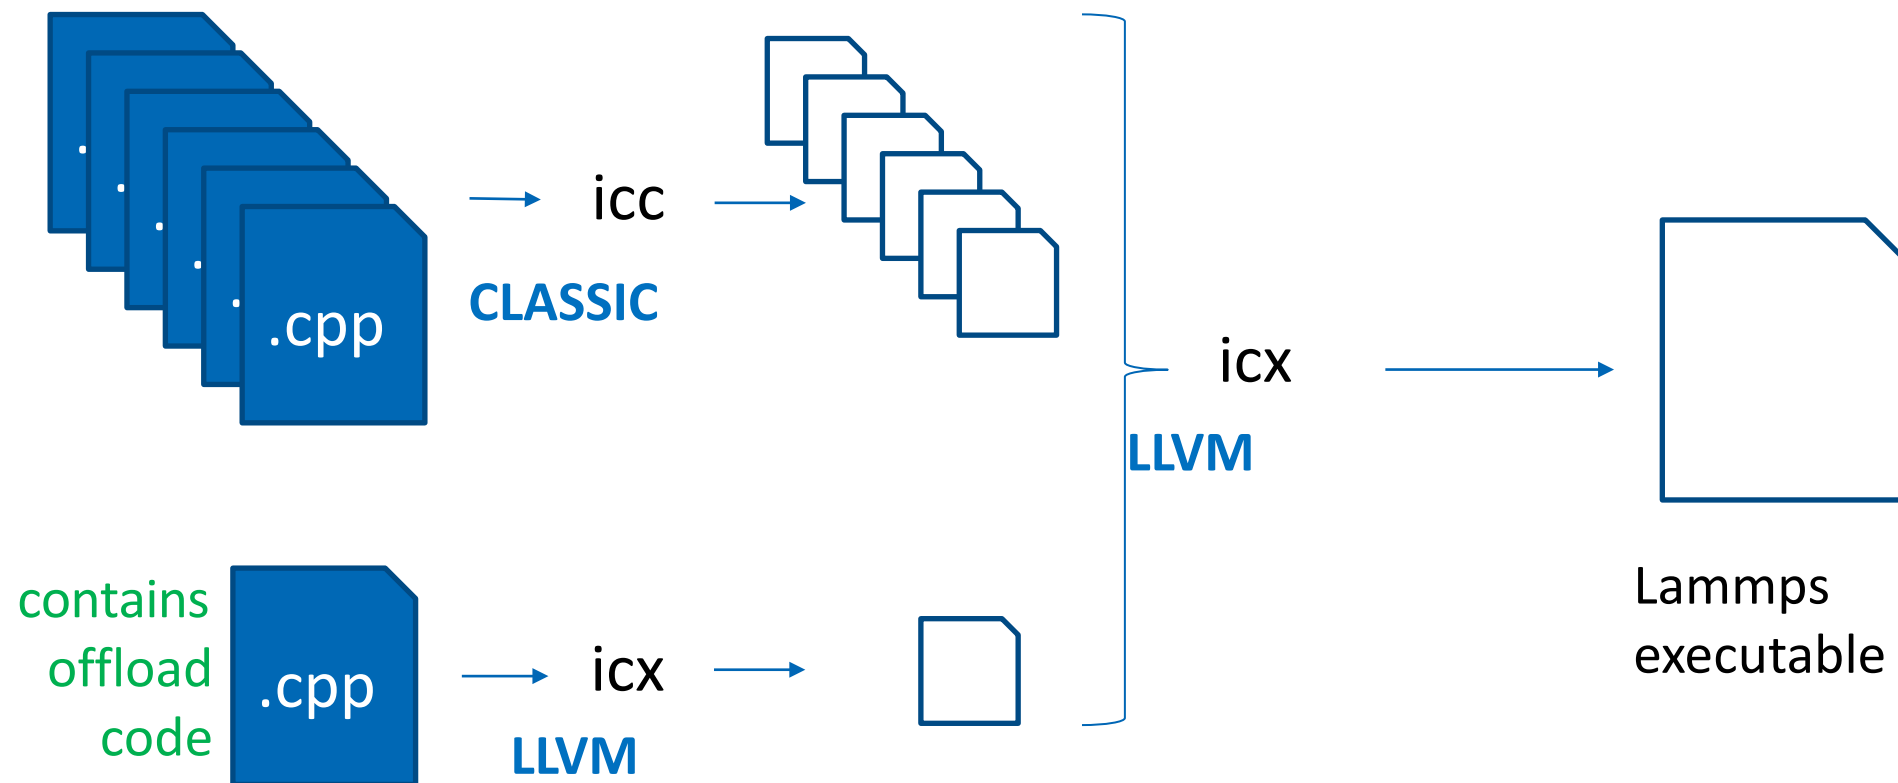 .cpp
icc
CLASSIC
icx
LLVM
Lammps
executable
contains
offload
code
.cpp
icx
LLVM